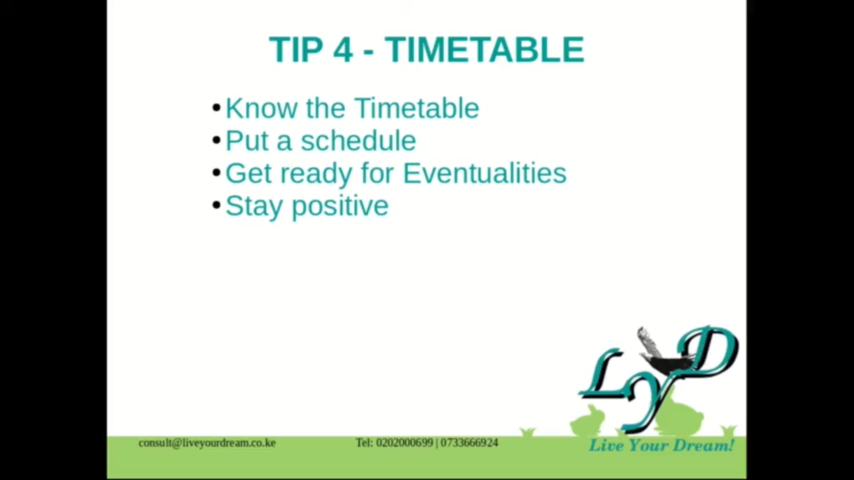 TIP 4 - TIMETABLE
•Know the Timetable
•Put a schedule
•Get ready for Eventualities
•Stay positive
LYD
consult@liveyourdream.co.ke
Tel: 0202000699 | 0733666924
Live Your Dream!